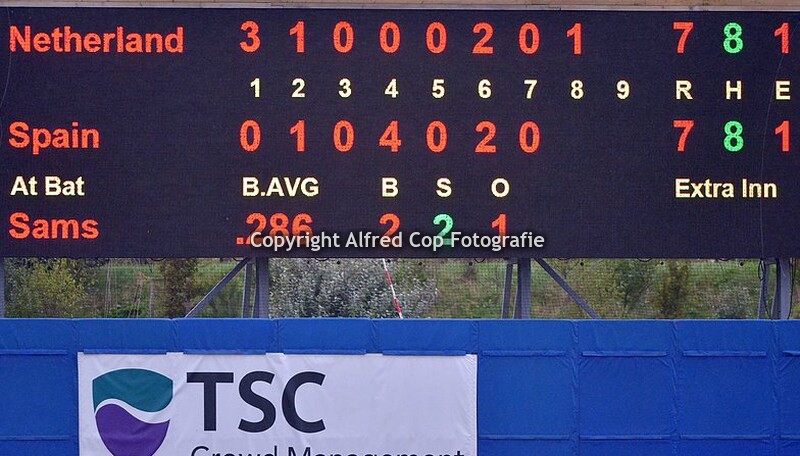 Netherland 3 1 0 0 0 2 0 1 7 8 1
1 2 3 4 5 6 7 8 9 R H E
Spain 0 1 0 4 0 2 0 7 8 1
At Bat B.AVG B S O Extra Inn
Sams .286 2 2 1
Copyright Alfred Cop Fotografie
TSC
Crowd Management